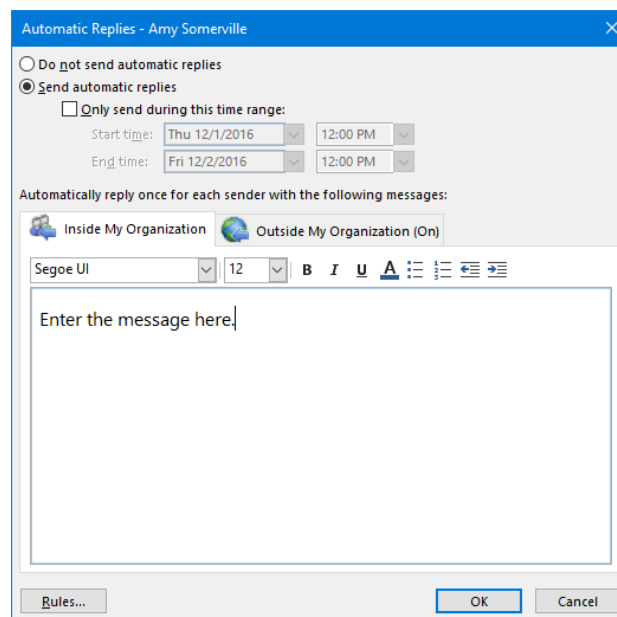 Automatic Replies - Amy Somerville
Do not send automatic replies
Send automatic replies
Only send during this time range:
Start time: Thu 12/1/2016 12:00 PM
End time: Fri 12/2/2016 12:00 PM
Automatically reply once for each sender with the following messages:
Inside My Organization Outside My Organization (On)
Segoe UI 12 B I U A
Enter the message here.
Rules... OK Cancel